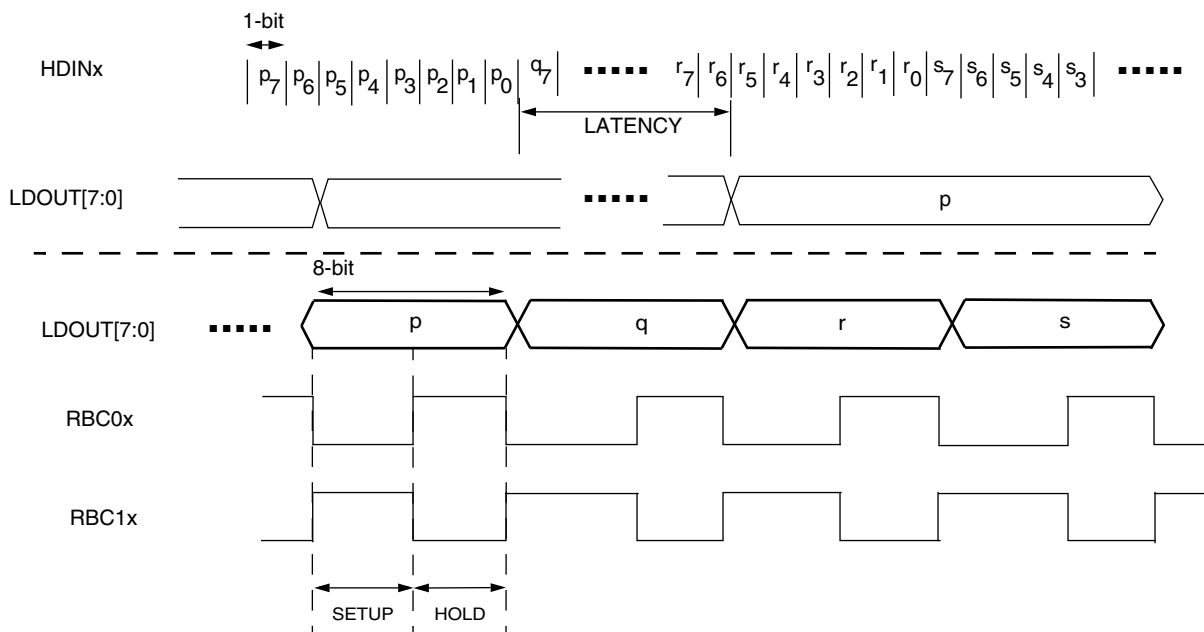 1-bit
HDINx
p7 p6 p5 p4 p3 p2 p1 p0 q7 ..... r7 r6 r5 r4 r3 r2 r1 r0 s7 s6 s5 s4 s3 .....
LATENCY
LDOUT[7:0] ..... p
8-bit
LDOUT[7:0] ..... p q r s
RBC0x
RBC1x
SETUP HOLD